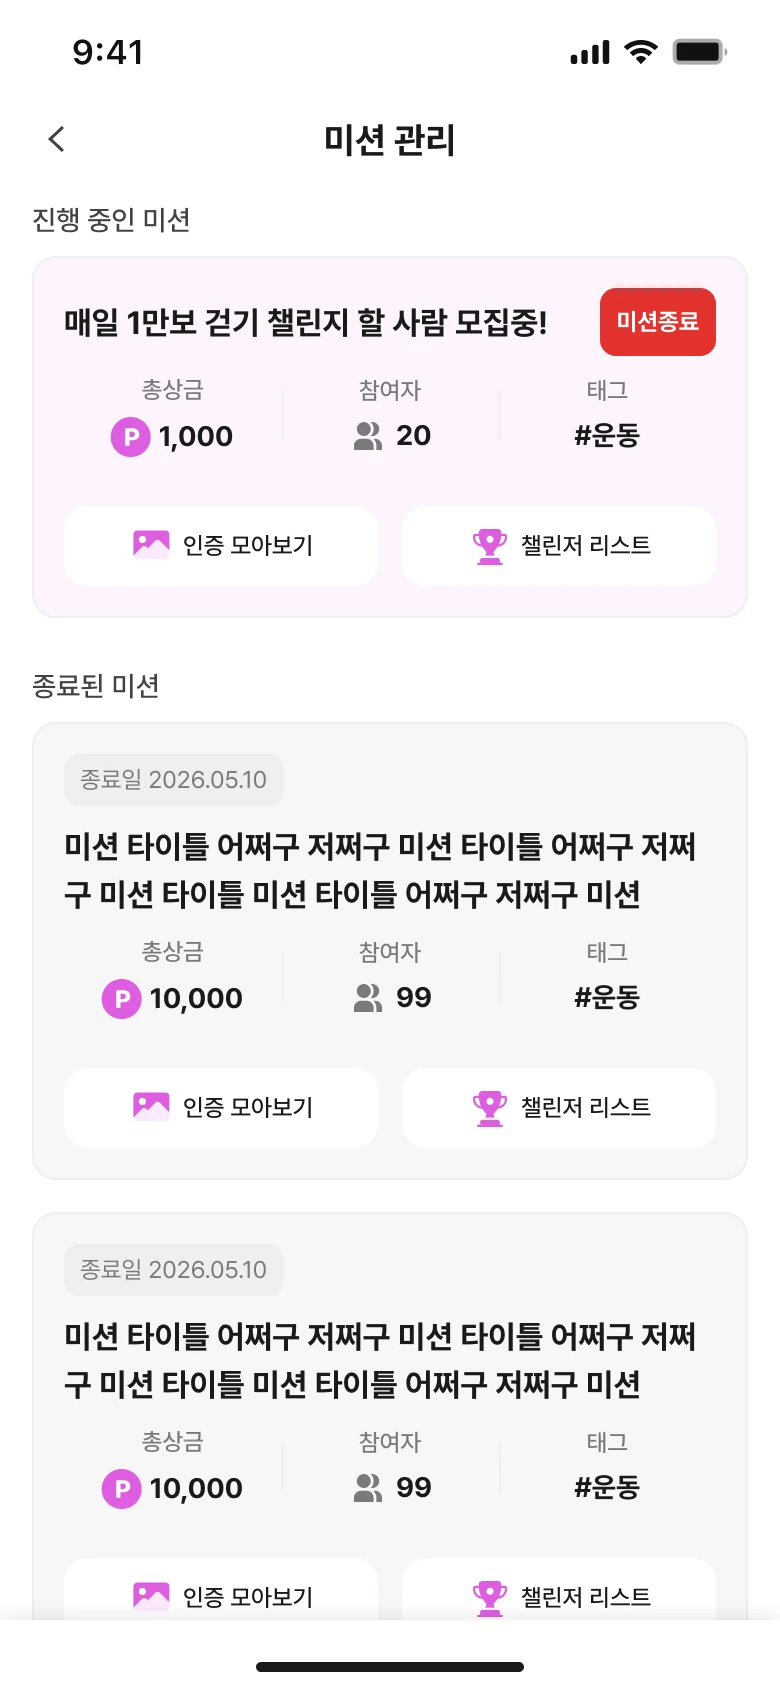 9:41
미션 관리
진행 중인 미션
매일 1만보 걷기 챌린지 할 사람 모집중!
미션종료
총상금 참여자 태그
P 1,000 20 #운동
인증 모아보기 챌린저 리스트
종료된 미션
종료일 2026.05.10
미션 타이틀 어쩌구 저쩌구 미션 타이틀 어쩌구 저쩌
구 미션 타이틀 미션 타이틀 어쩌구 저쩌구 미션
총상금 참여자 태그
P 10,000 99 #운동
인증 모아보기 챌린저 리스트
종료일 2026.05.10
미션 타이틀 어쩌구 저쩌구 미션 타이틀 어쩌구 저쩌
구 미션 타이틀 미션 타이틀 어쩌구 저쩌구 미션
총상금 참여자 태그
P 10,000 99 #운동
인증 모아보기 챌린저 리스트